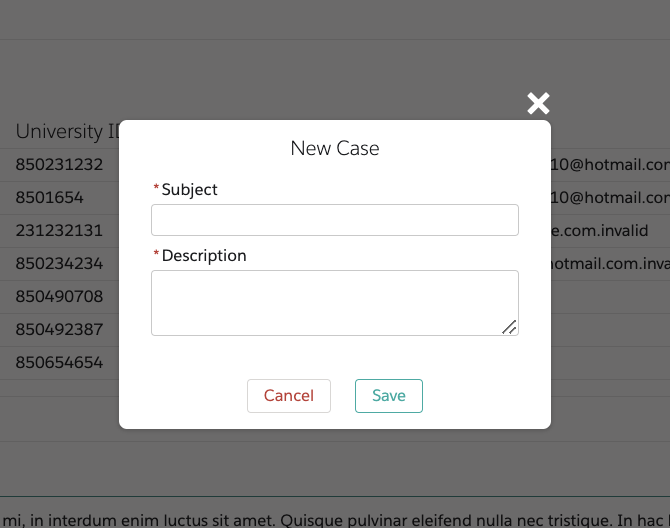 University ID
New Case
850231232
10@hotmail.com
*Subject
8501654
10@hotmail.com
231232131
e.com.invalid
*Description
850234234
hotmail.com.inva
850490708
850492387
850654654
Cancel
Save
mi, in interdum enim luctus sit amet. Quisque pulvinar eleifend nulla nec tristique. In hac